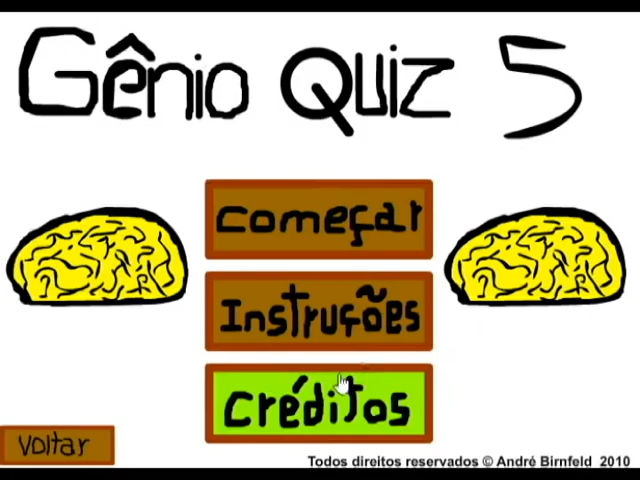 Gênio Quiz 5
Começar
Instruções
Créditos
Voltar
Todos direitos reservados © André Birnfeld 2010